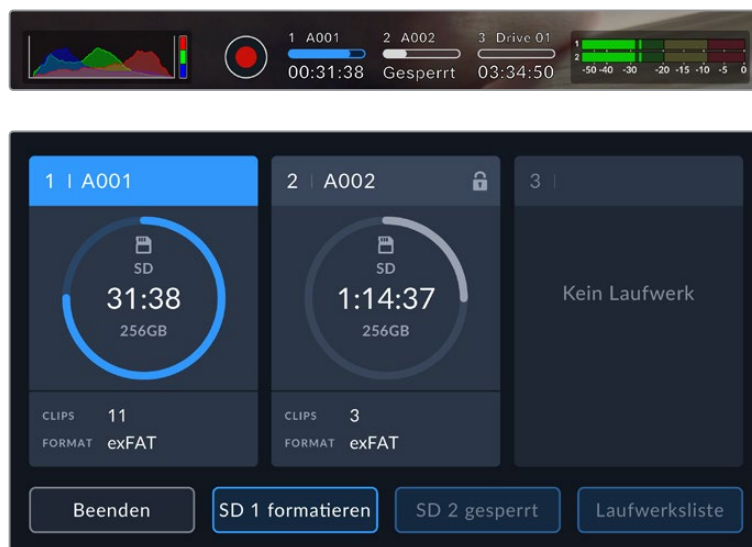 1 A001 2 A002 3 Drive 01
00:31:38 Gesperrt 03:34:50
1
2
-50 -40 -30 -20 -15 -10 -5 0
1 | A001
SD
31:38
256GB
CLIPS 11
FORMAT exFAT
2 | A002
SD
1:14:37
256GB
CLIPS 3
FORMAT exFAT
3 |
Kein Laufwerk
Beenden SD 1 formatieren SD 2 gesperrt Laufwerksliste